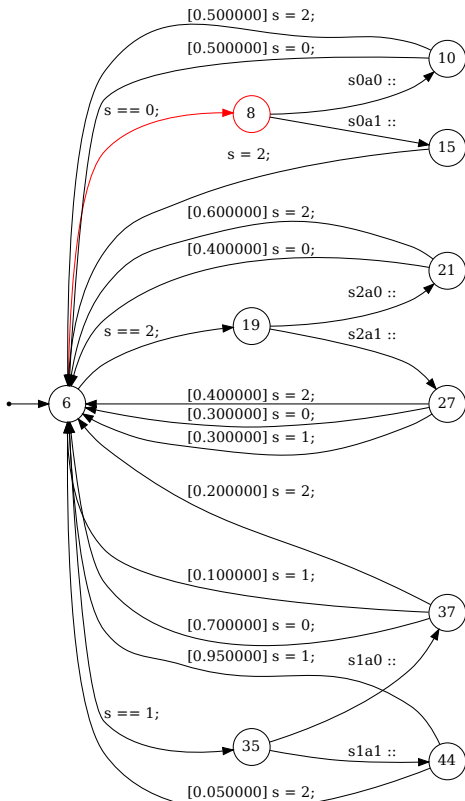 [0.500000] s = 2;
[0.500000] s = 0;
10
s == 0;
8
s0a0 ::
s0a1 ::
15
s = 2;
[0.600000] s = 2;
[0.400000] s = 0;
21
s2a0 ::
s == 2;
19
s2a1 ::
6
[0.400000] s = 2;
27
[0.300000] s = 0;
[0.300000] s = 1;
[0.200000] s = 2;
[0.100000] s = 1;
37
[0.700000] s = 0;
[0.950000] s = 1;
s1a0 ::
s == 1;
35
s1a1 ::
44
[0.050000] s = 2;